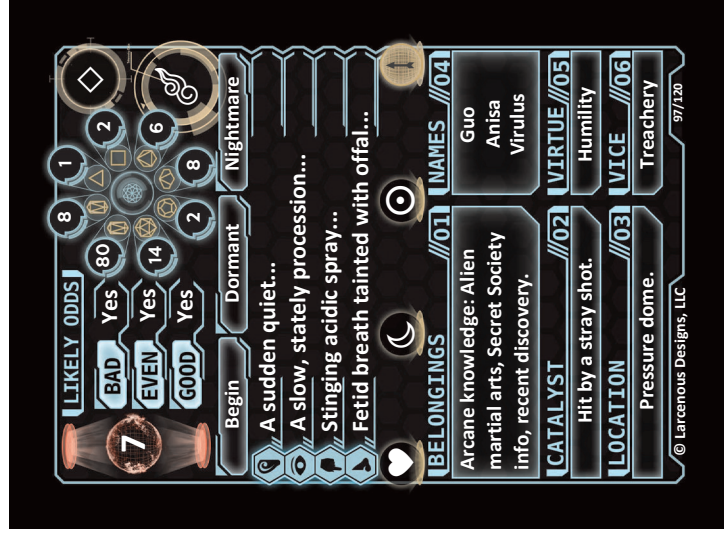 7
LIKELY ODDS
BAD Yes
EVEN Yes
GOOD Yes
8
1
2
80
6
14
2
8
Begin
Dormant
Nightmare
A sudden quiet...
A slow, stately procession...
Stinging acidic spray...
Fetid breath tainted with offal...
BELONGINGS //01
Arcane knowledge: Alien
martial arts, Secret Society
info, recent discovery.
NAMES //04
Guo
Anisa
Virulus
CATALYST //02
Hit by a stray shot.
VIRTUE //05
Humility
LOCATION //03
Pressure dome.
VICE //06
Treachery
© Larcenous Designs, LLC
97/120